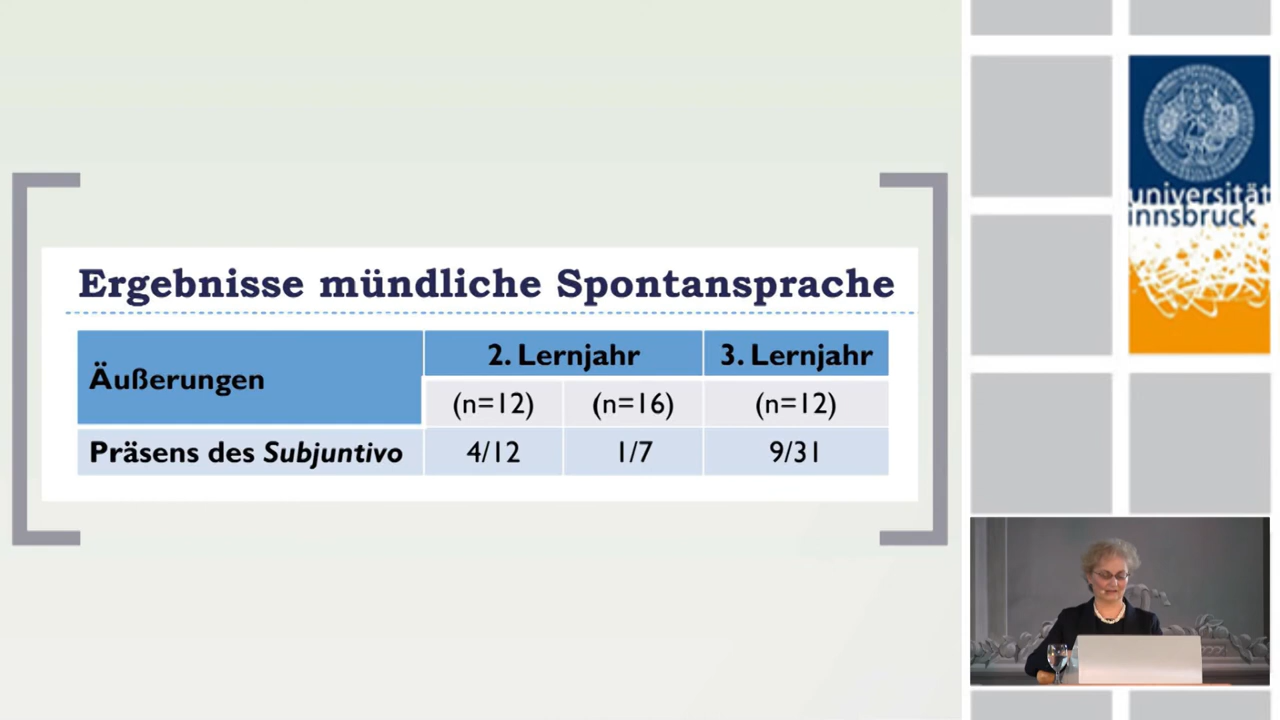 Ergebnisse mündliche Spontansprache
Äußerungen
2. Lernjahr
3. Lernjahr
(n=12)
(n=16)
(n=12)
Präsens des Subjuntivo
4/12
1/7
9/31
universität
innsbruck